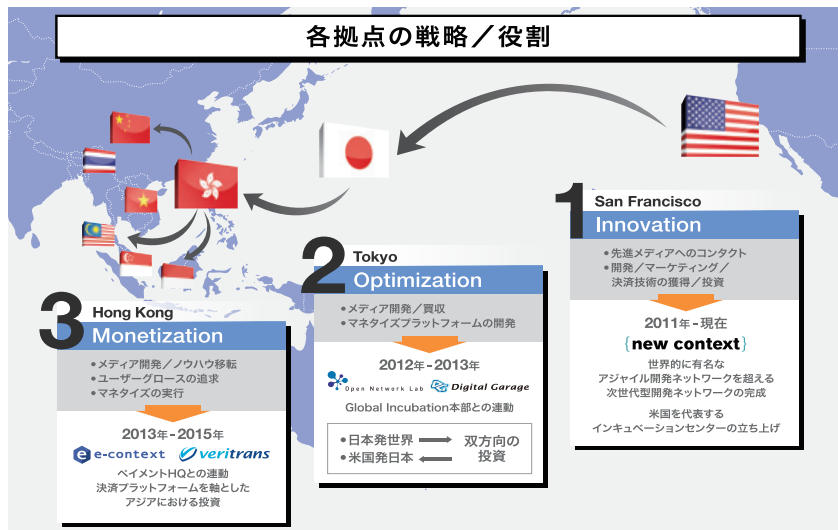 各拠点の戦略／役割
1
San Francisco
Innovation
•先進メディアへのコンタクト
•開発／マーケティング／
決済技術の獲得／投資
2011年-現在
{new context}
世界的に有名な
アジャイル開発ネットワークを超える
次世代型開発ネットワークの完成
米国を代表する
インキュベーションセンターの立ち上げ
2
Tokyo
Optimization
•メディア開発／買収
•マネタイズプラットフォームの開発
2012年-2013年
Open Network Lab Digital Garage
Global Incubation本部との連動
•日本発世界
•米国発日本
双方向の
投資
3
Hong Kong
Monetization
•メディア開発／ノウハウ移転
•ユーザーグロースの追求
•マネタイズの実行
2013年-2015年
e e-context veritrans
ペイメントHQとの連動
決済プラットフォームを軸とした
アジアにおける投資